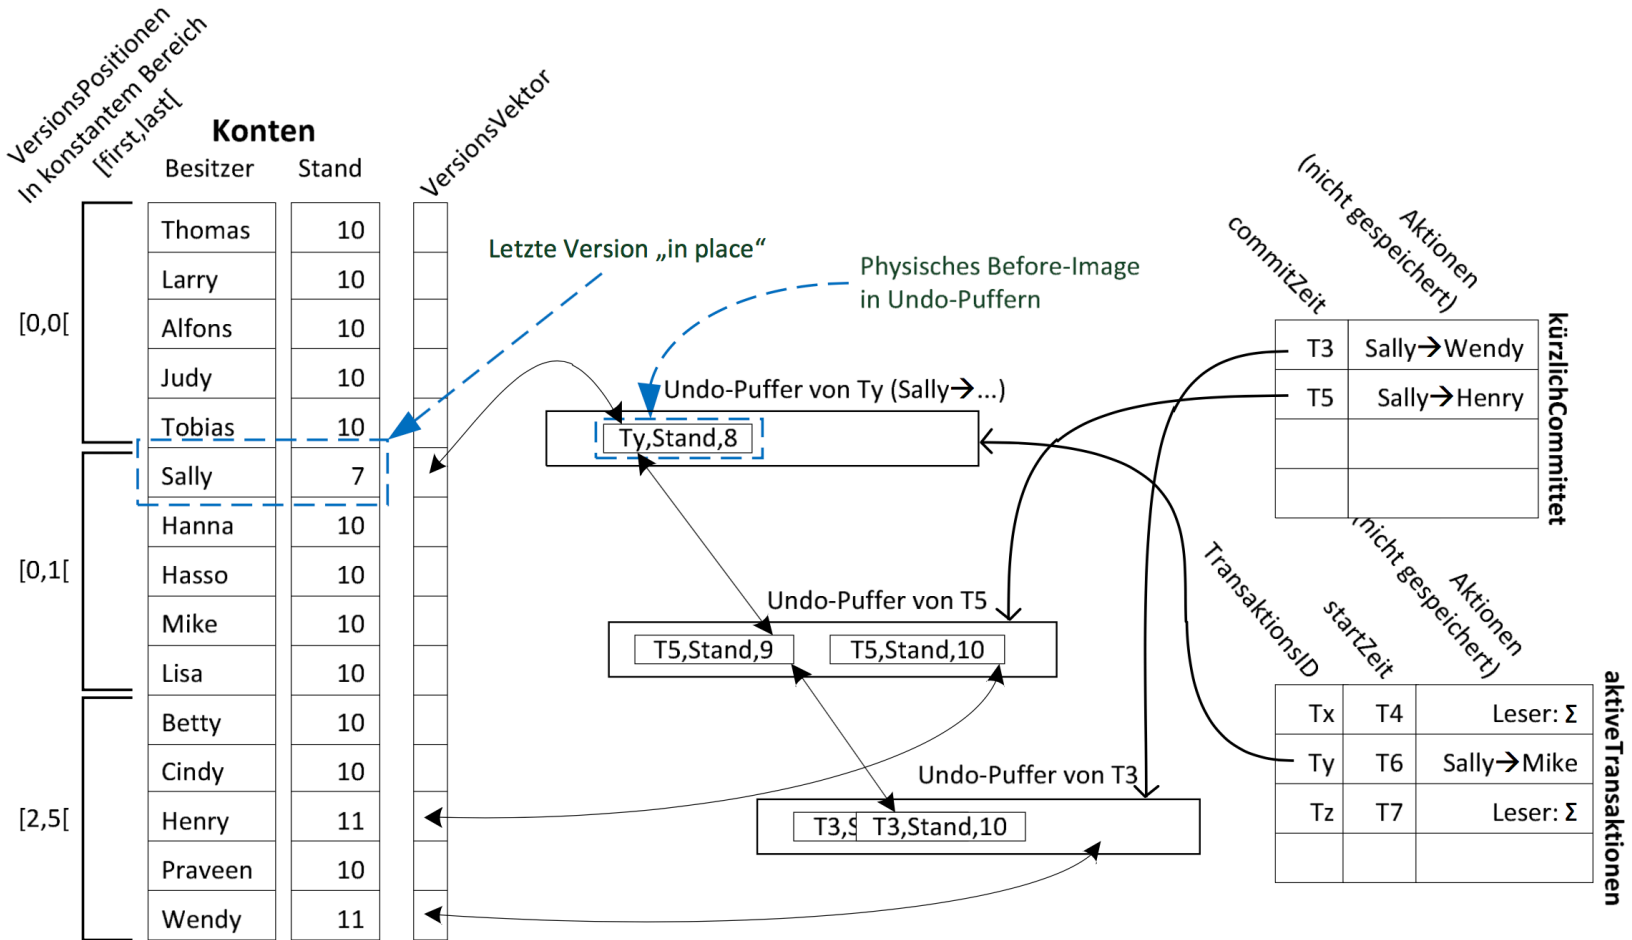 VersionsPositionen
In konstantem Bereich
[first,last[
Konten
Besitzer Stand
VersionsVektor
[0,0[
Thomas 10
Larry 10
Alfons 10
Judy 10
Tobias 10
[0,1[
Sally 7
Hanna 10
Hasso 10
Mike 10
Lisa 10
[2,5[
Betty 10
Cindy 10
Henry 11
Praveen 10
Wendy 11
Letzte Version „in place“
Physisches Before-Image
in Undo-Puffern
Undo-Puffer von Ty (Sally→...)
Ty,Stand,8
Undo-Puffer von T5
T5,Stand,9 T5,Stand,10
Undo-Puffer von T3
T3,S T3,Stand,10
commitZeit
Aktionen
(nicht gespeichert)
T3 Sally→Wendy
T5 Sally→Henry
kürzlichCommittet
TransaktionsID
startZeit
Aktionen
(nicht gespeichert)
Tx T4 Leser: Σ
Ty T6 Sally→Mike
Tz T7 Leser: Σ
aktiveTransaktionen